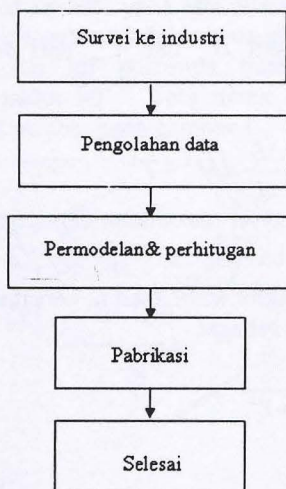 Survei ke industri
Pengolahan data
Permodelan& perhitugan
Pabrikasi
Selesai